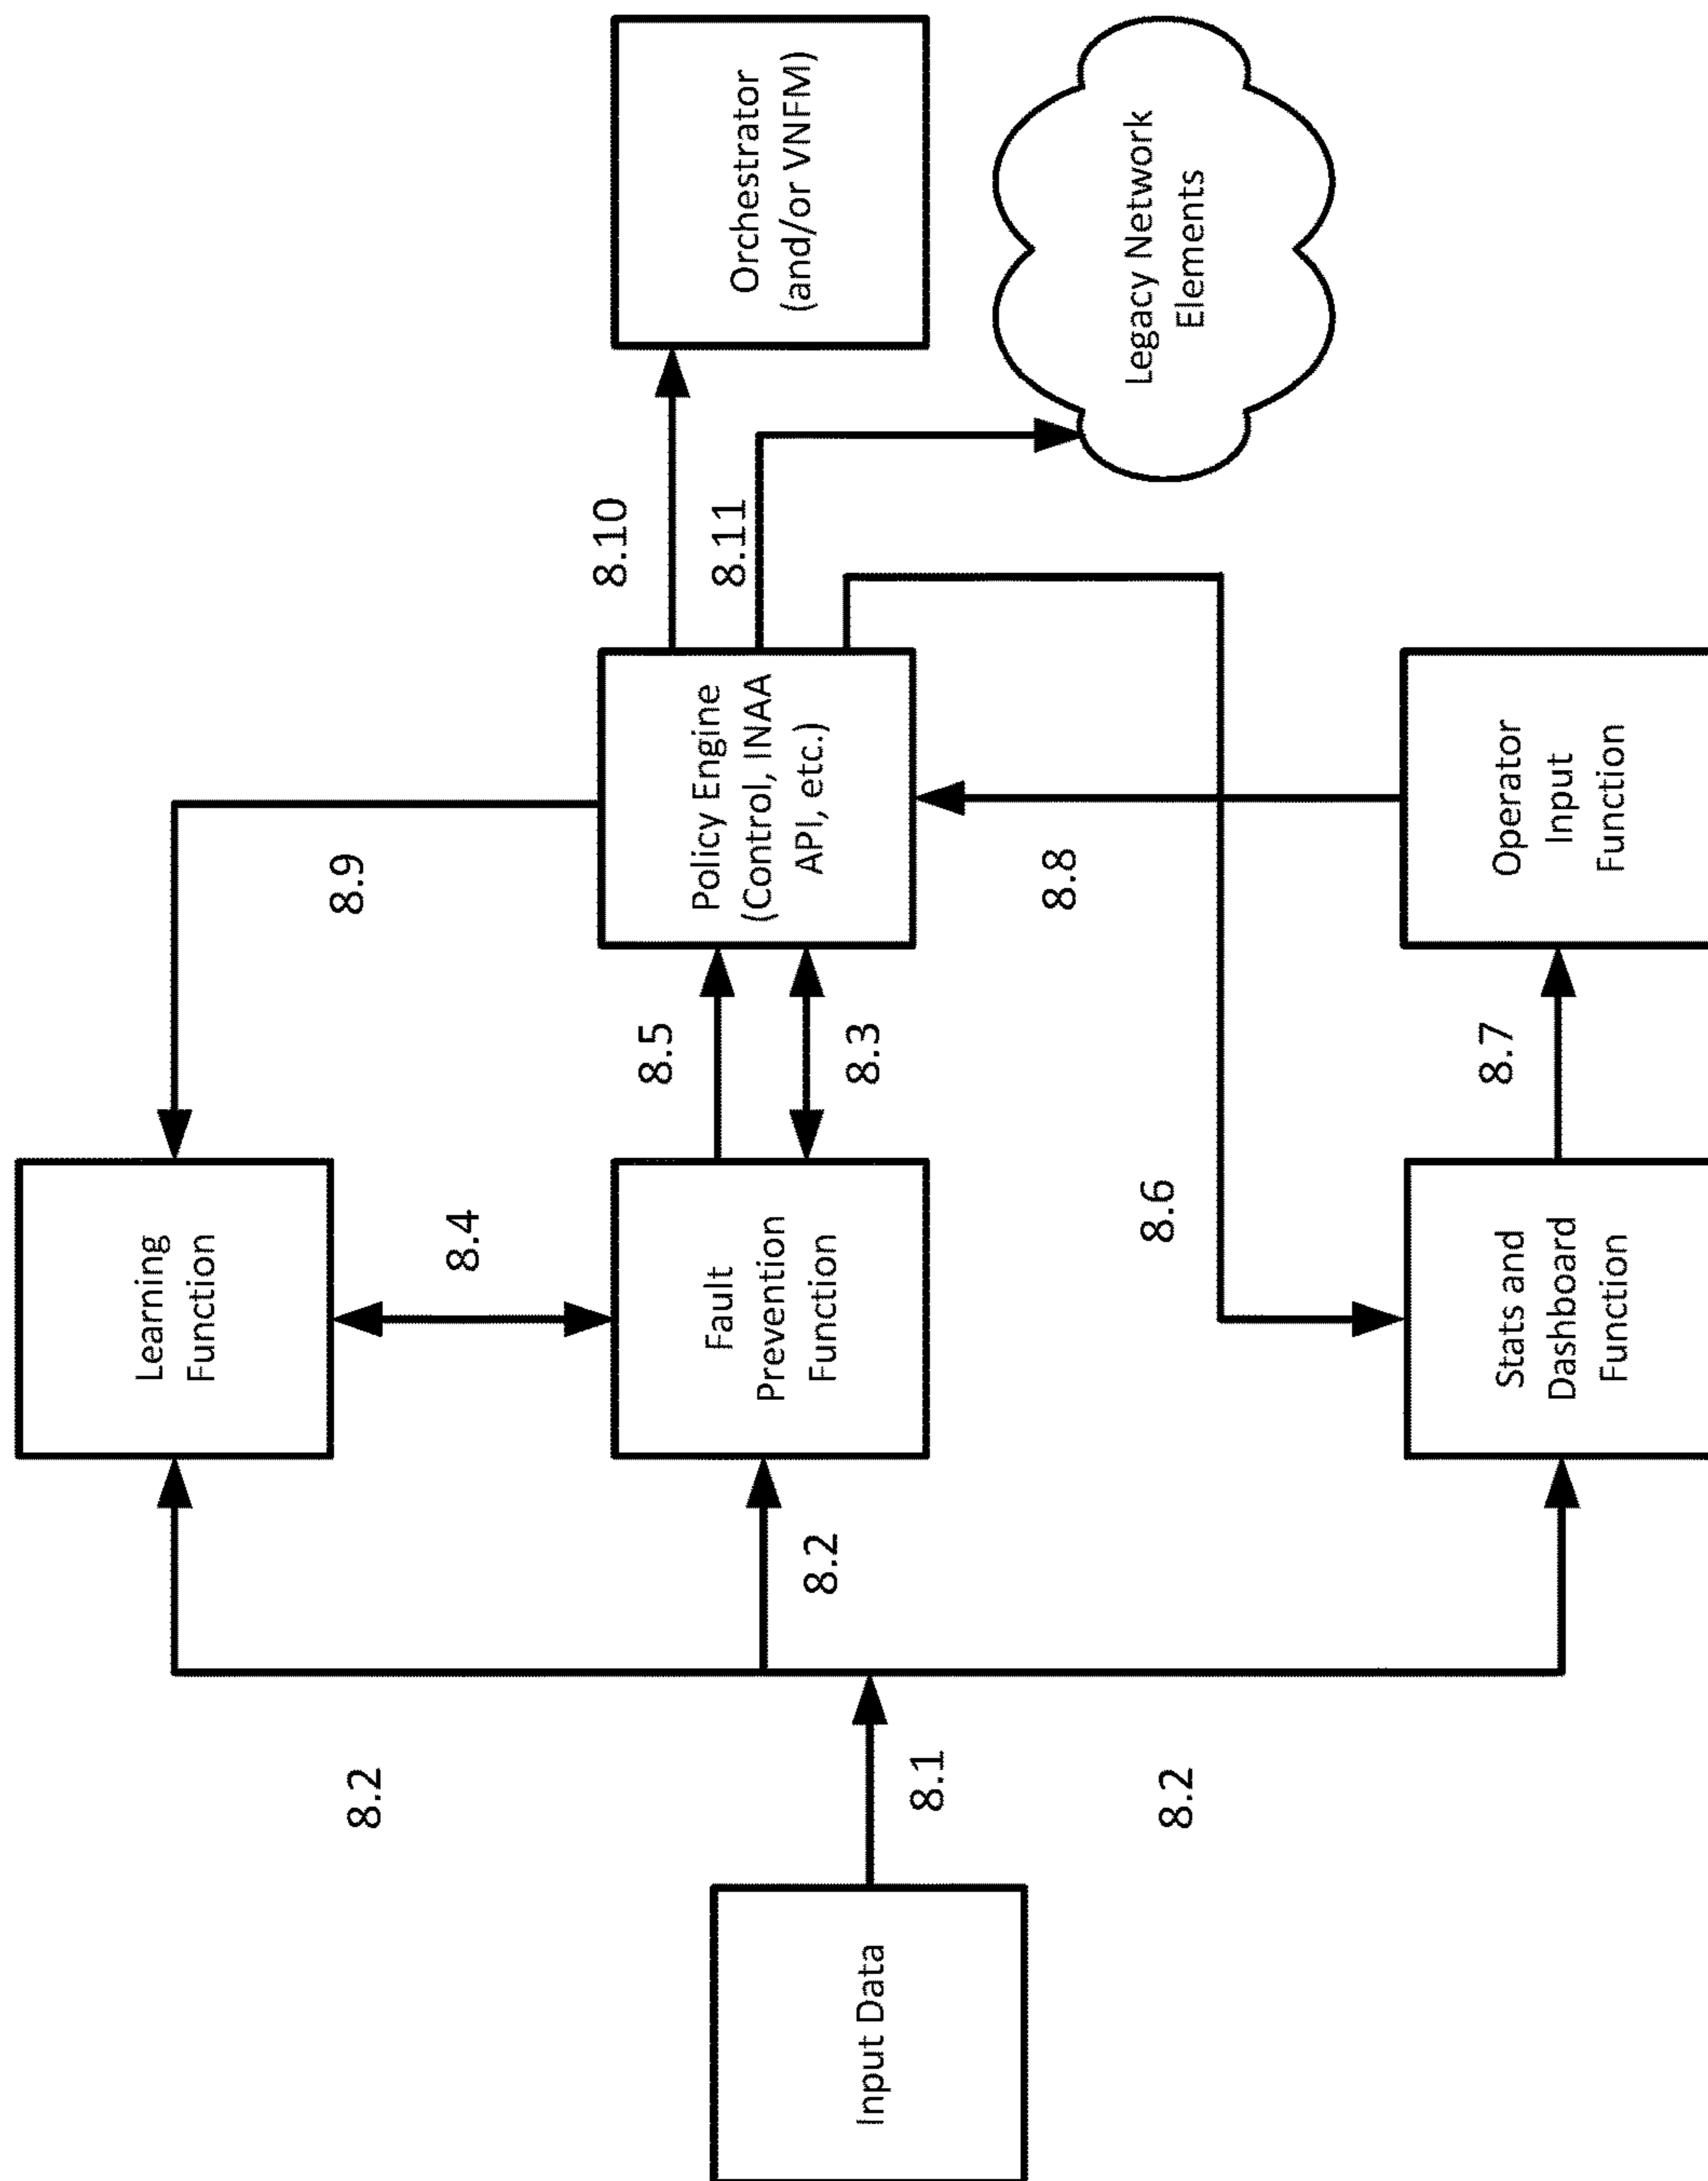 Input Data
8.1
8.2
8.2
8.2
Learning
Function
8.4
Fault
Prevention
Function
Stats and
Dashboard
Function
8.9
8.5
8.3
8.6
8.7
Policy Engine
(Control, INAA
API, etc.)
8.8
Operator
Input
Function
8.10
8.11
Orchestrator
(and/or VNFM)
Legacy Network
Elements